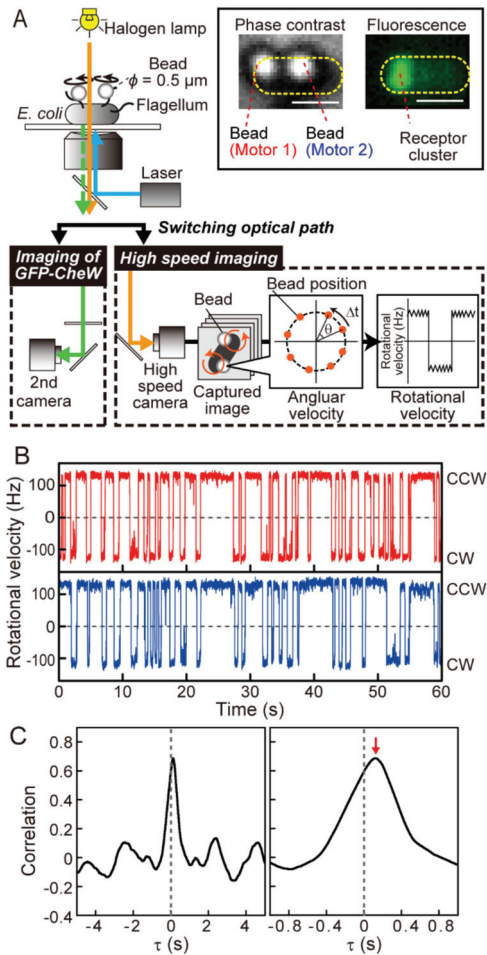 A
Halogen lamp
Bead
ϕ = 0.5 μm
E. coli
Flagellum
Laser
Phase contrast
Fluorescence
Bead
(Motor 1)
Bead
(Motor 2)
Receptor
cluster
Switching optical path
Imaging of
GFP-CheW
2nd
camera
High speed imaging
High
speed
camera
Bead
Captured
image
Bead position
Δt
θ
Angluar
velocity
Rotational
velocity (Hz)
Rotational
velocity
B
Rotational velocity (Hz)
100
0
-100
CCW
CW
100
0
-100
CCW
CW
0
10
20
30
40
50
60
Time (s)
C
Correlation
0.8
0.6
0.4
0.2
0
-0.2
-0.4
-4
-2
0
2
4
τ (s)
-0.8
-0.4
0
0.4
0.8
τ (s)